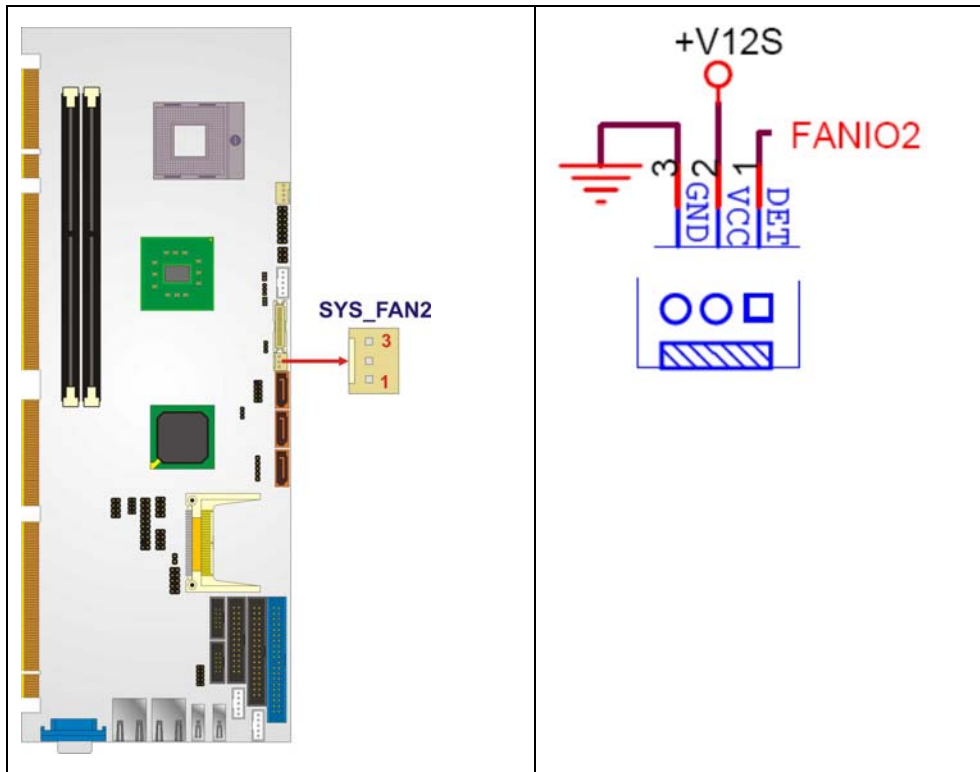 SYS_FAN2
3
1
+V12S
FANIO2
3 2 1
GND VCC DET